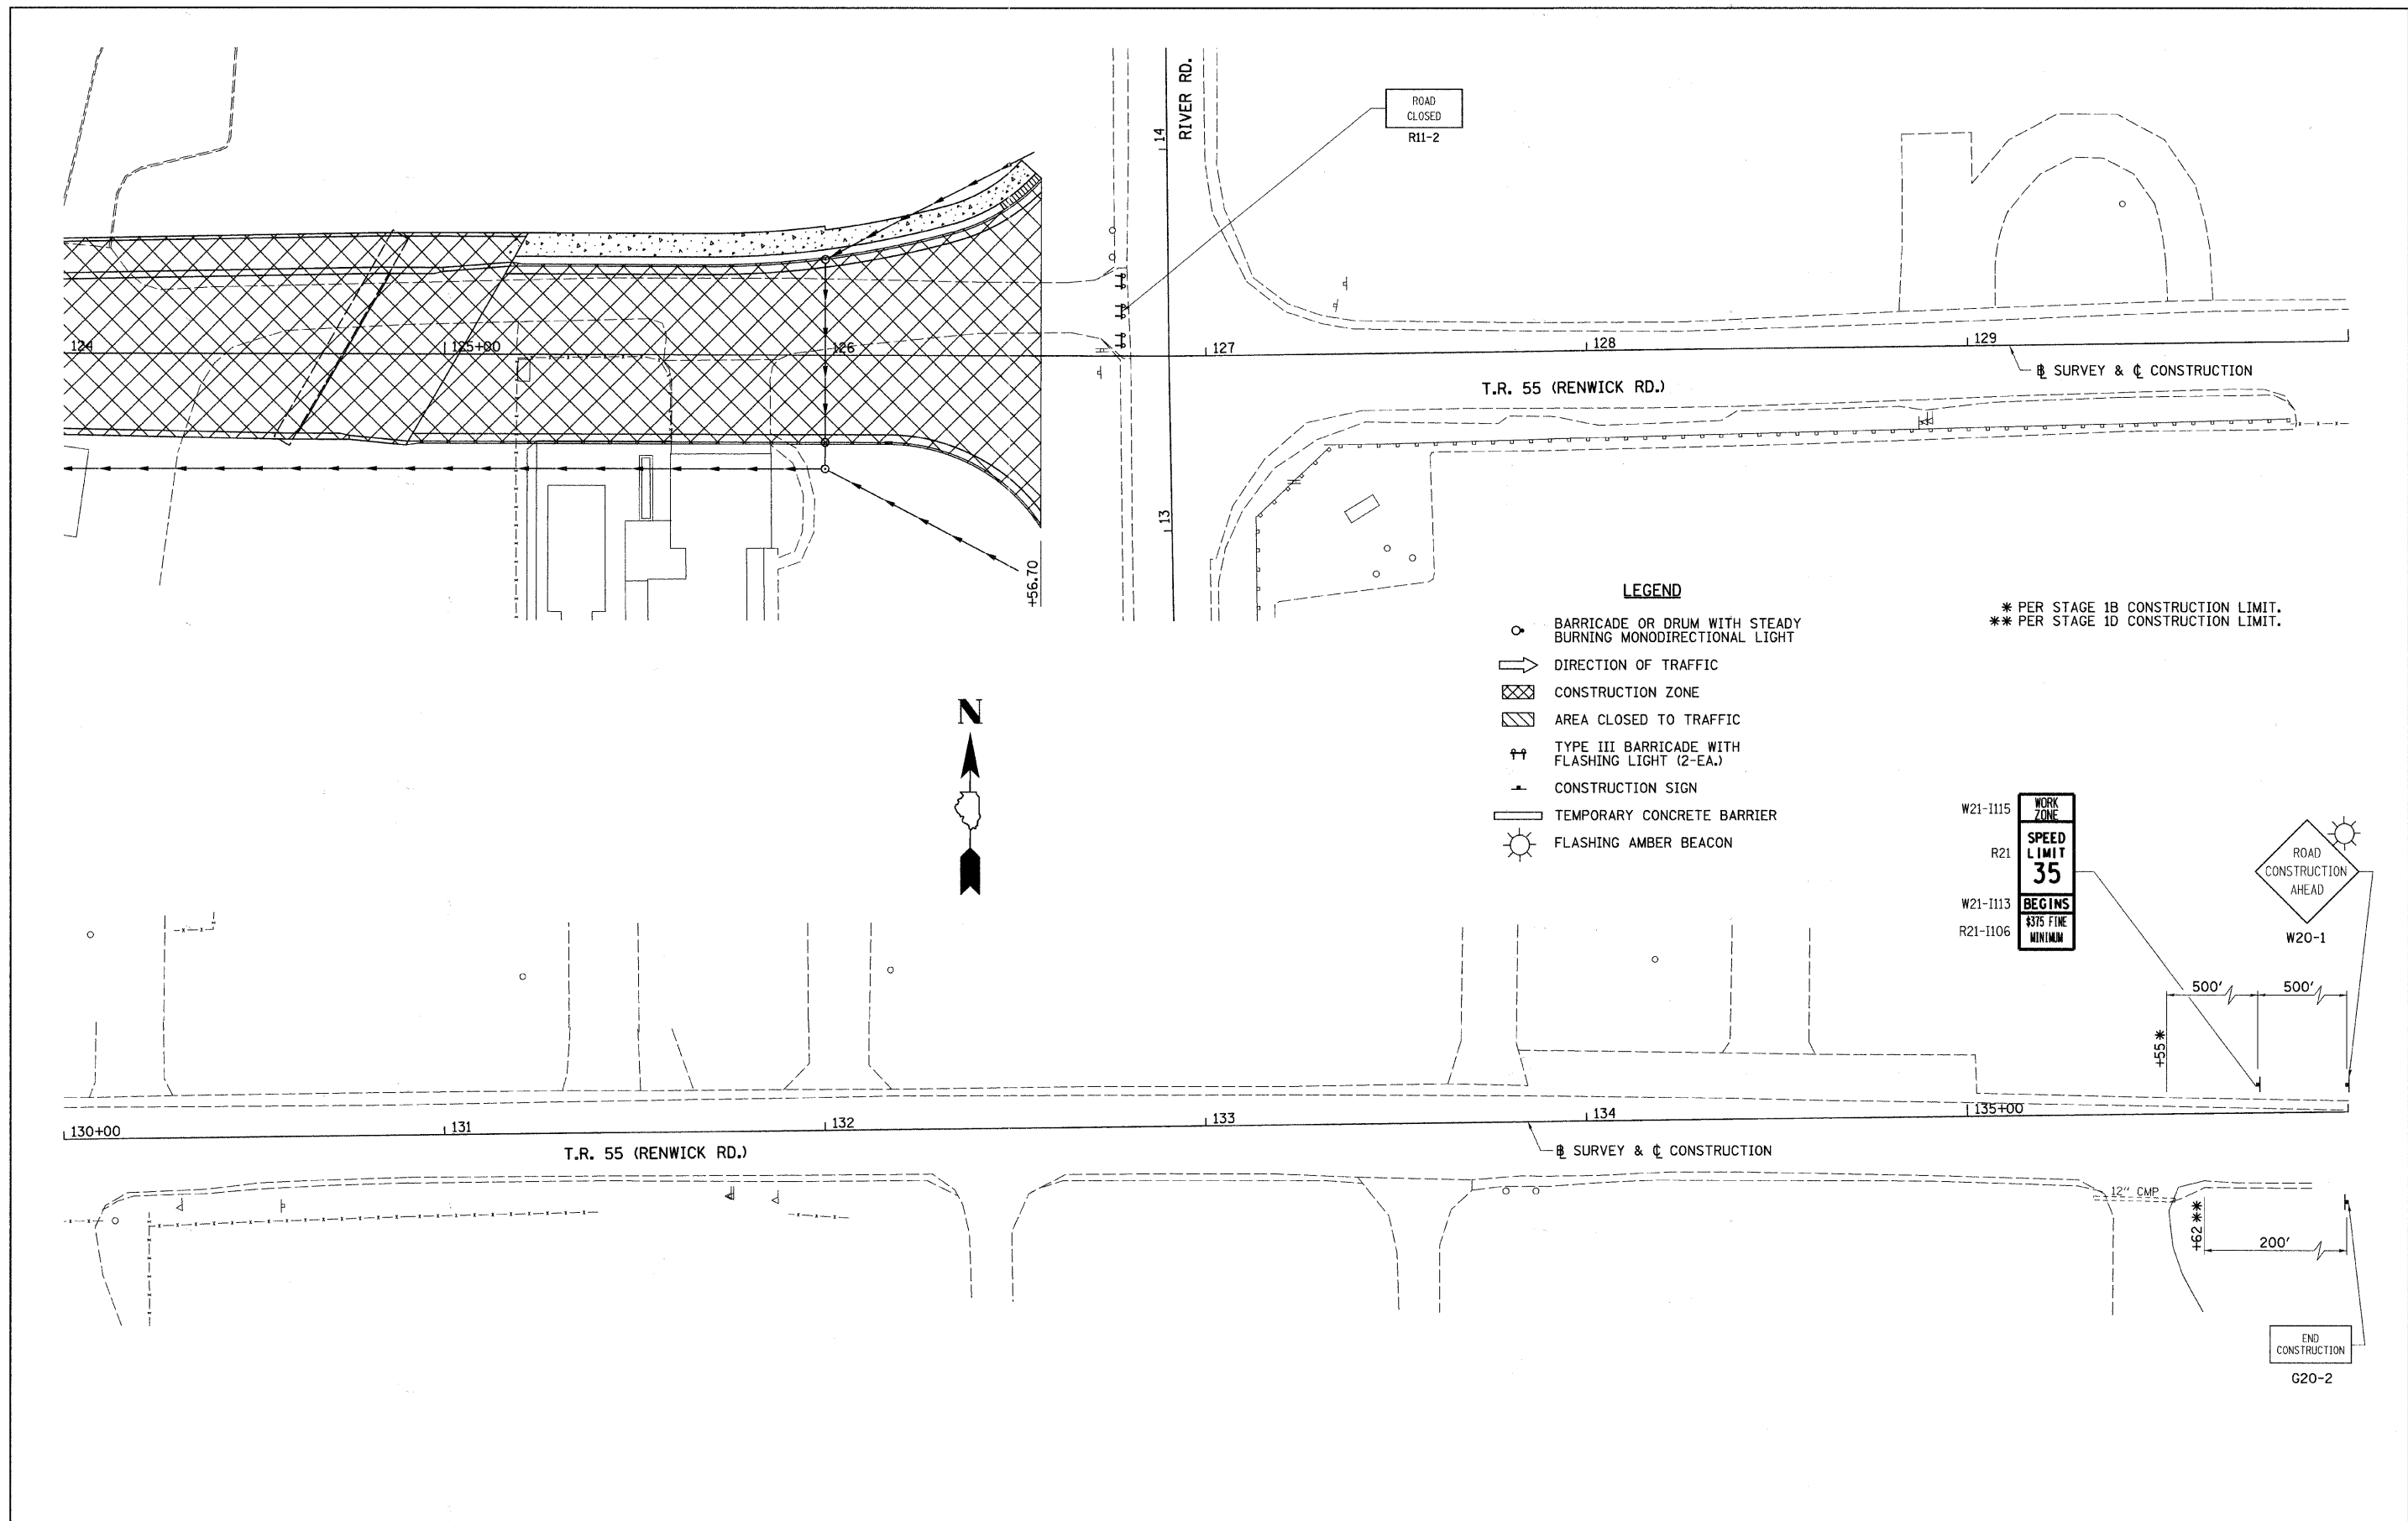 RIVER RD.
14
13
ROAD
CLOSED
R11-2
124
125+00
126
127
128
129
℄ SURVEY & ℄ CONSTRUCTION
T.R. 55 (RENWICK RD.)
+56.70
LEGEND
BARRICADE OR DRUM WITH STEADY
BURNING MONODIRECTIONAL LIGHT
DIRECTION OF TRAFFIC
CONSTRUCTION ZONE
AREA CLOSED TO TRAFFIC
TYPE III BARRICADE WITH
FLASHING LIGHT (2-EA.)
CONSTRUCTION SIGN
TEMPORARY CONCRETE BARRIER
FLASHING AMBER BEACON
* PER STAGE 1B CONSTRUCTION LIMIT.
** PER STAGE 1D CONSTRUCTION LIMIT.
N
W21-I115
WORK
ZONE
R21
SPEED
LIMIT
35
W21-I113
BEGINS
R21-I106
$375 FINE
MINIMUM
ROAD
CONSTRUCTION
AHEAD
W20-1
500'
500'
+55*
130+00
131
132
133
134
135+00
T.R. 55 (RENWICK RD.)
℄ SURVEY & ℄ CONSTRUCTION
12" CMP
+62**
200'
END
CONSTRUCTION
G20-2